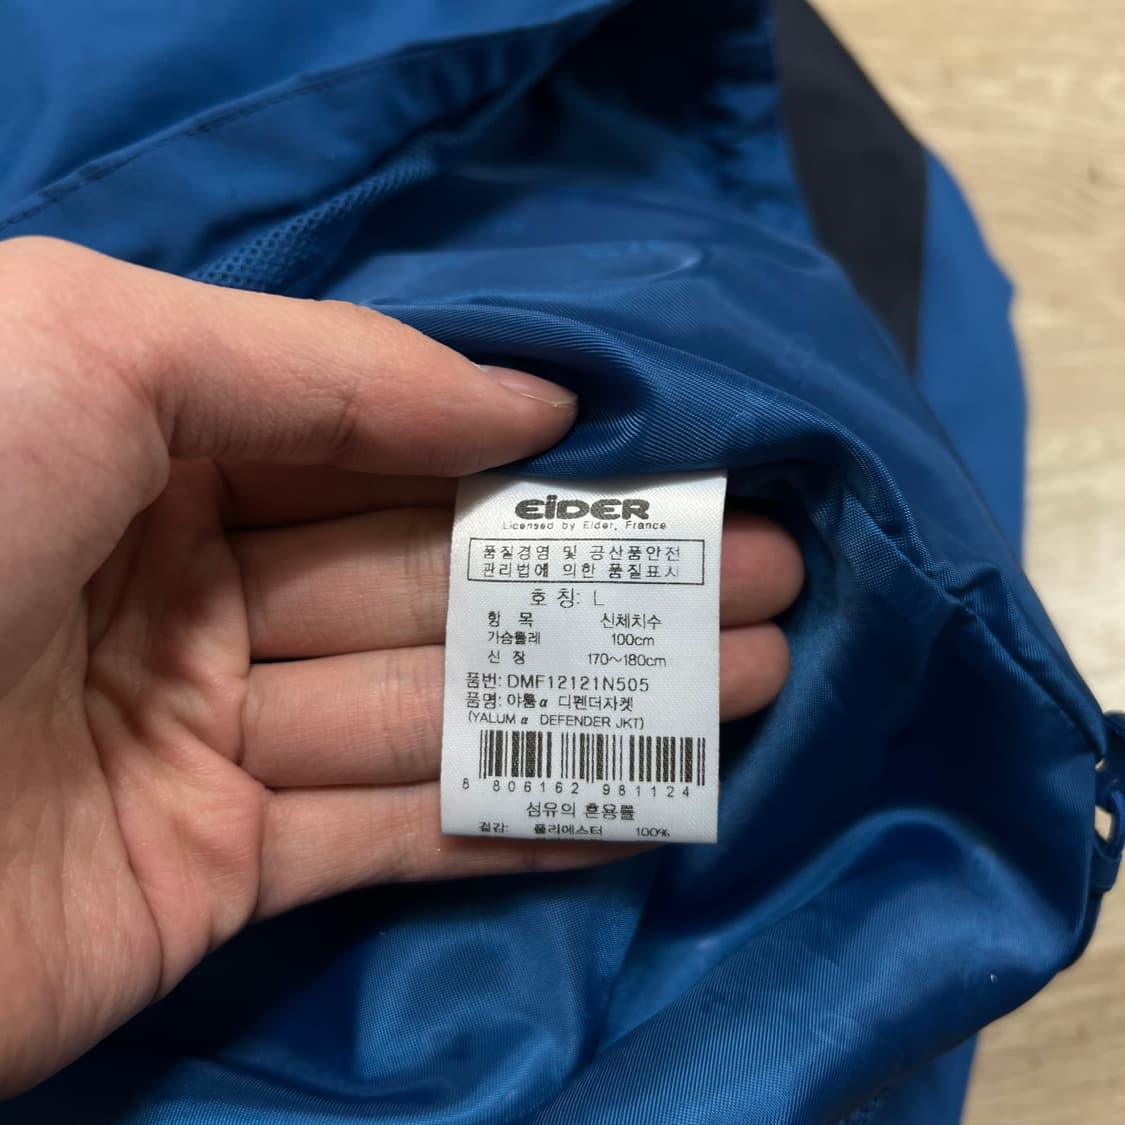 EiDER
Licensed by Eider, France
품질경영 및 공산품안전
관리법에 의한 품질표시
호 칭: L
항 목 신체치수
가슴둘레 100cm
신 장 170~180cm
품번: DMF12121N505
품명: 야룸α 디펜더자켓
(YALUM α DEFENDER JKT)
8 806162 981124
섬유의 혼용률
겉감: 폴리에스터 100%